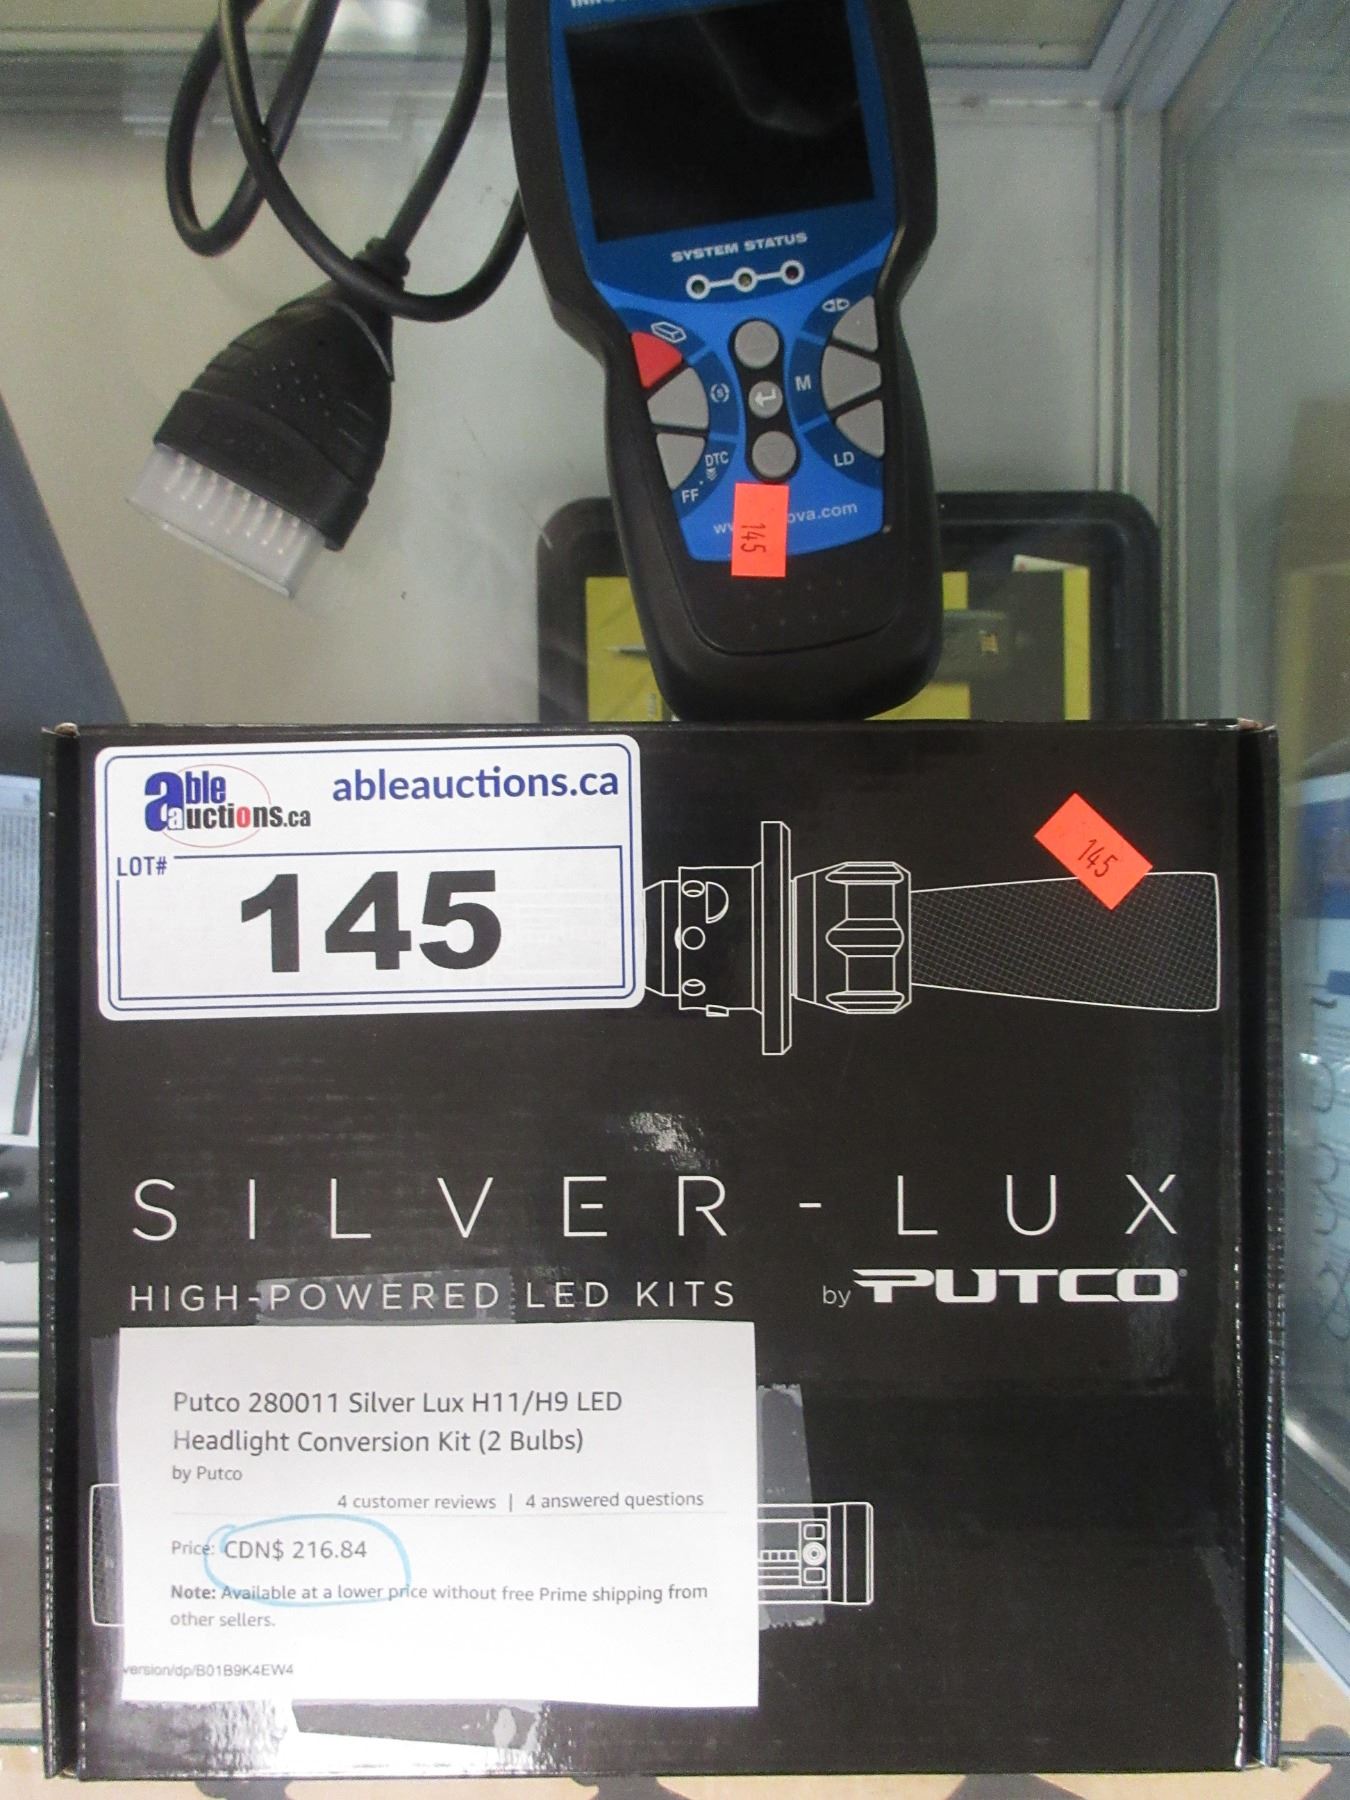 SYSTEM STATUS
M
DTC
FF
LD
145
ova.com
able auctions.ca
ableauctions.ca
LOT#
145
145
SILVER-LUX
HIGH-POWERED LED KITS
by PUTCO®
Putco 280011 Silver Lux H11/H9 LED
Headlight Conversion Kit (2 Bulbs)
by Putco
4 customer reviews | 4 answered questions
Price: CDN$ 216.84
Note: Available at a lower price without free Prime shipping from
other sellers.
version/dp/B01B9K4EW4